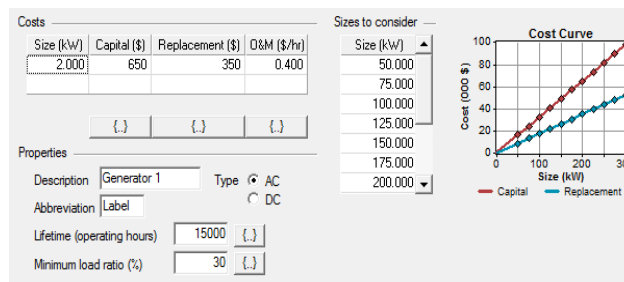 Costs
Size (kW) Capital ($) Replacement ($) O&M ($/hr)
2.000 650 350 0.400
{..} {..} {..}
Properties
Description Generator 1 Type AC
DC
Abbreviation Label
Lifetime (operating hours) 15000 {..}
Minimum load ratio (%) 30 {..}
Sizes to consider
Size (kW)
50.000
75.000
100.000
125.000
150.000
175.000
200.000
Cost Curve
Cost (000 $)
100
80
60
40
20
0
0 100 200 30
Size (kW)
Capital Replacement